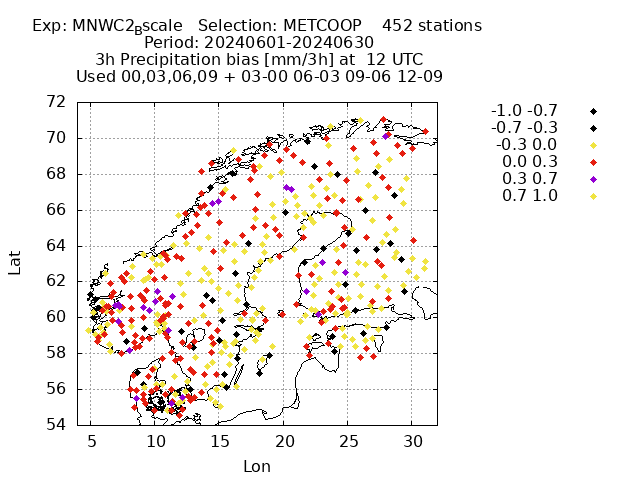 Exp: MNWC2Bscale   Selection: METCOOP    452 stations
Period: 20240601-20240630
3h Precipitation bias [mm/3h] at  12 UTC
Used 00,03,06,09 + 03-00 06-03 09-06 12-09
72
70
68
66
64
62
60
58
56
54
Lat
5 10 15 20 25 30
Lon
-1.0 -0.7
-0.7 -0.3
-0.3 0.0
0.0 0.3
0.3 0.7
0.7 1.0